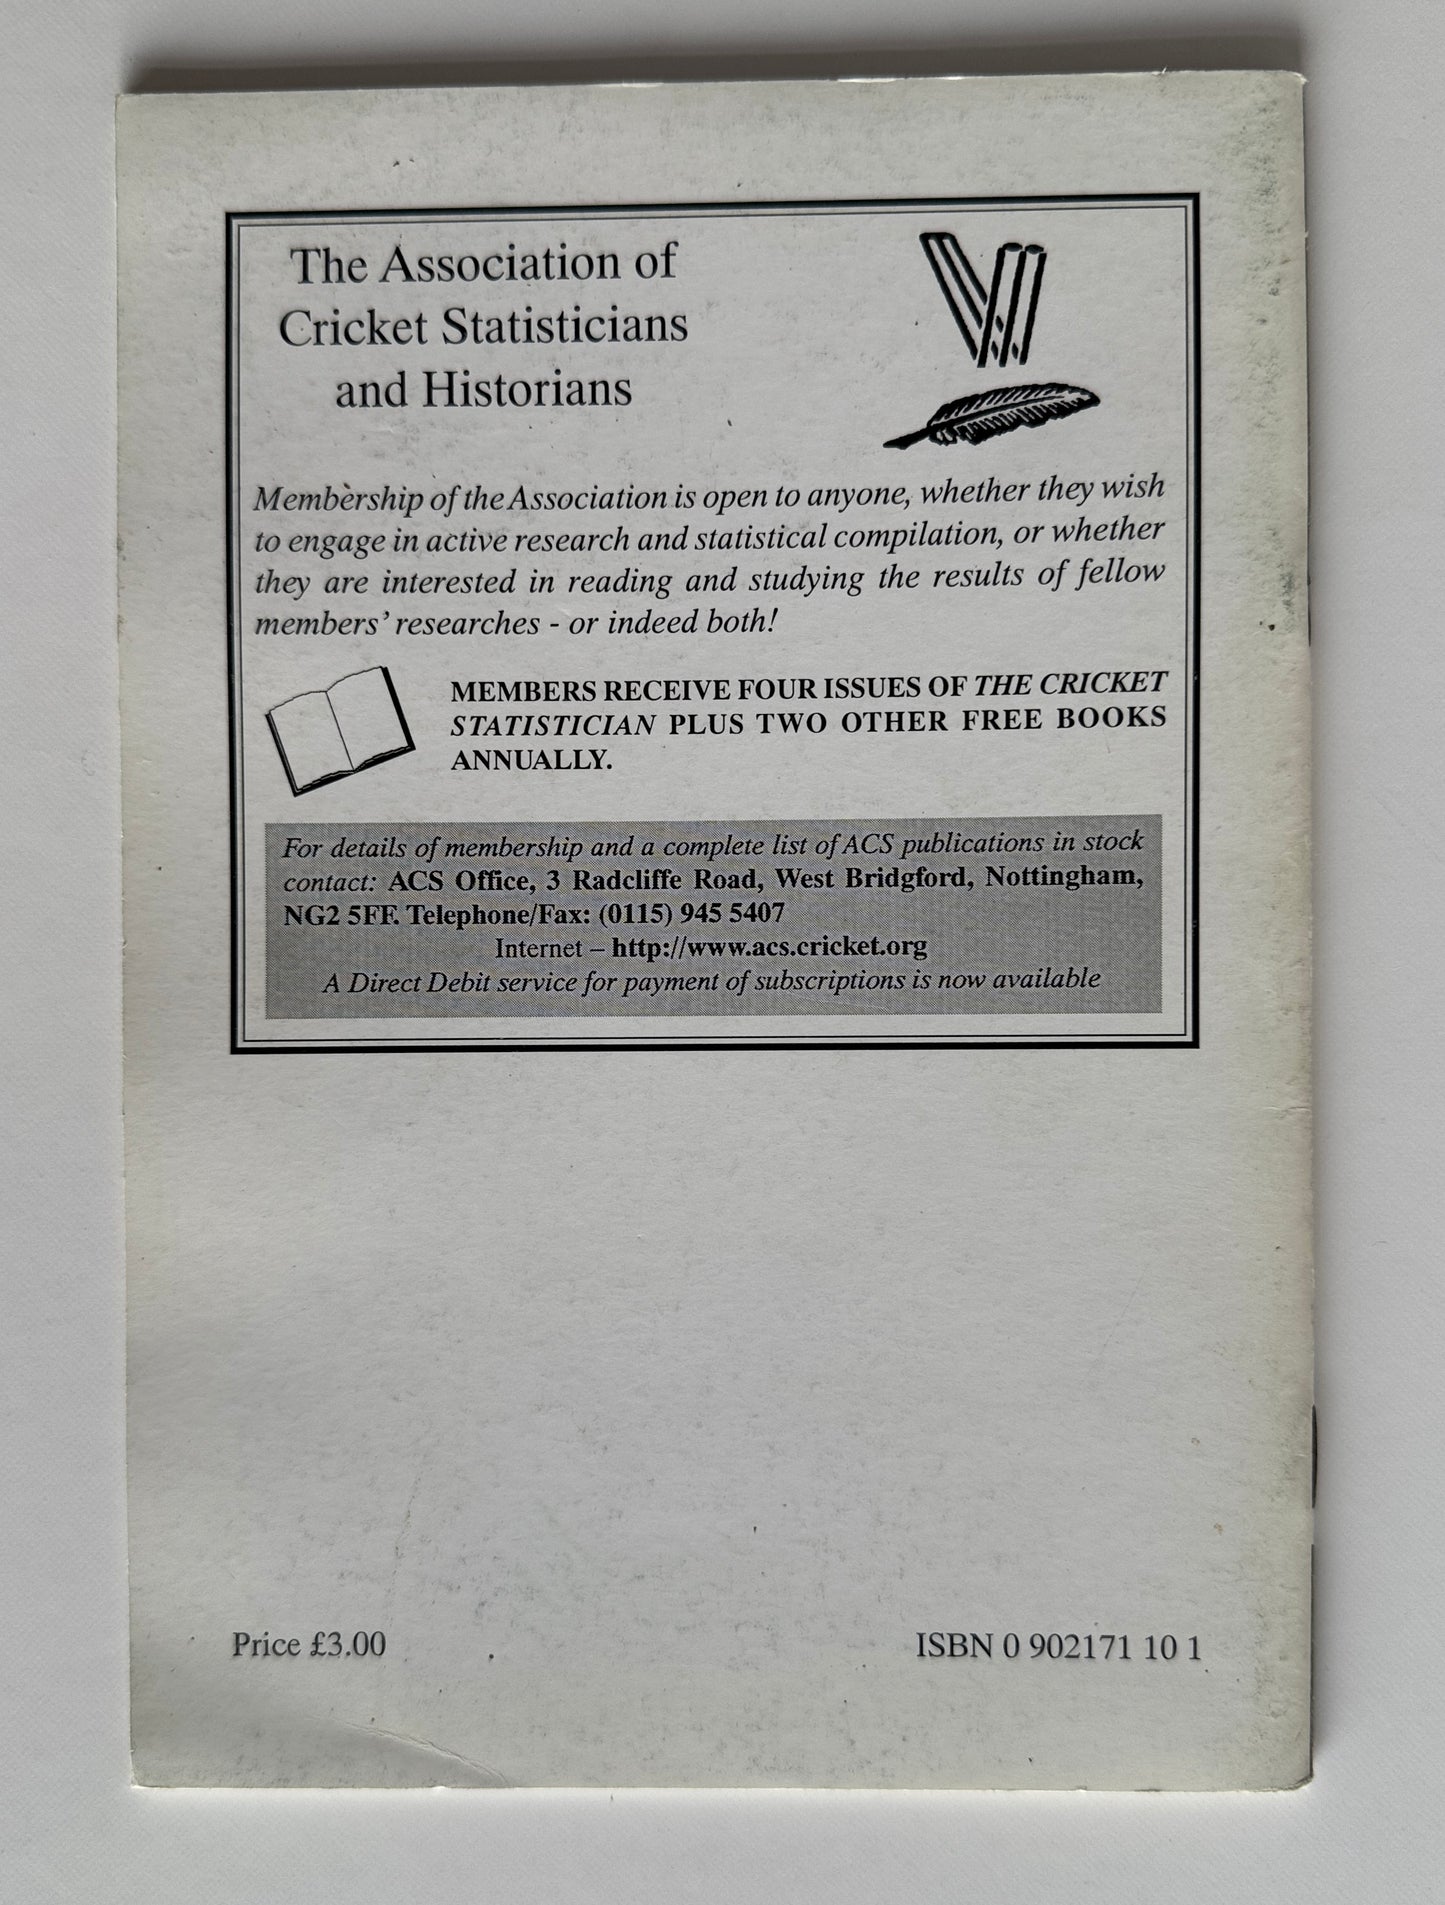 The Association of
Cricket Statisticians
and Historians
Membership of the Association is open to anyone, whether they wish
to engage in active research and statistical compilation, or whether
they are interested in reading and studying the results of fellow
members' researches - or indeed both!
MEMBERS RECEIVE FOUR ISSUES OF THE CRICKET
STATISTICIAN PLUS TWO OTHER FREE BOOKS
ANNUALLY.
For details of membership and a complete list of ACS publications in stock
contact: ACS Office, 3 Radcliffe Road, West Bridgford, Nottingham,
NG2 5FF. Telephone/Fax: (0115) 945 5407
Internet – http://www.acs.cricket.org
A Direct Debit service for payment of subscriptions is now available
Price £3.00
ISBN 0 902171 10 1